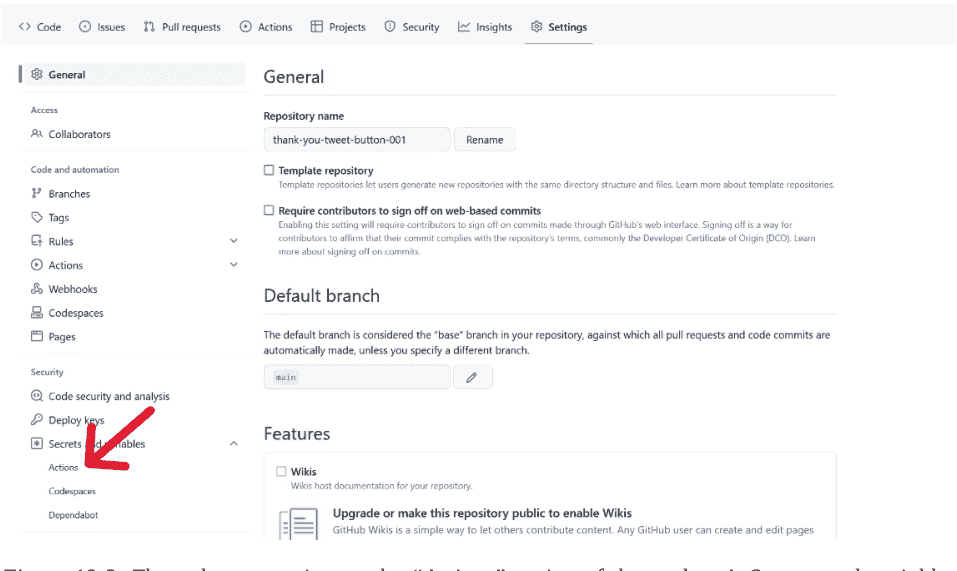 Code Issues Pull requests Actions Projects Security Insights Settings
General
Access
Collaborators
Code and automation
Branches
Tags
Rules
Actions
Webhooks
Codespaces
Pages
Security
Code security and analysis
Deploy keys
Secrets and variables
Actions
Codespaces
Dependabot
General
Repository name
thank-you-tweet-button-001 Rename
Template repository
Template repositories let users generate new repositories with the same directory structure and files. Learn more about template repositories.
Require contributors to sign off on web-based commits
Enabling this setting will require contributors to sign off on commits made through GitHub's web interface. Signing off is a way for
contributors to affirm that their commit complies with the repository's terms, commonly the Developer Certificate of Origin (DCO). Learn
more about signing off on commits.
Default branch
The default branch is considered the "base" branch in your repository, against which all pull requests and code commits are
automatically made, unless you specify a different branch.
main
Features
Wikis
Wikis host documentation for your repository.
Upgrade or make this repository public to enable Wikis
GitHub Wikis is a simple way to let others contribute content. Any GitHub user can create and edit pages